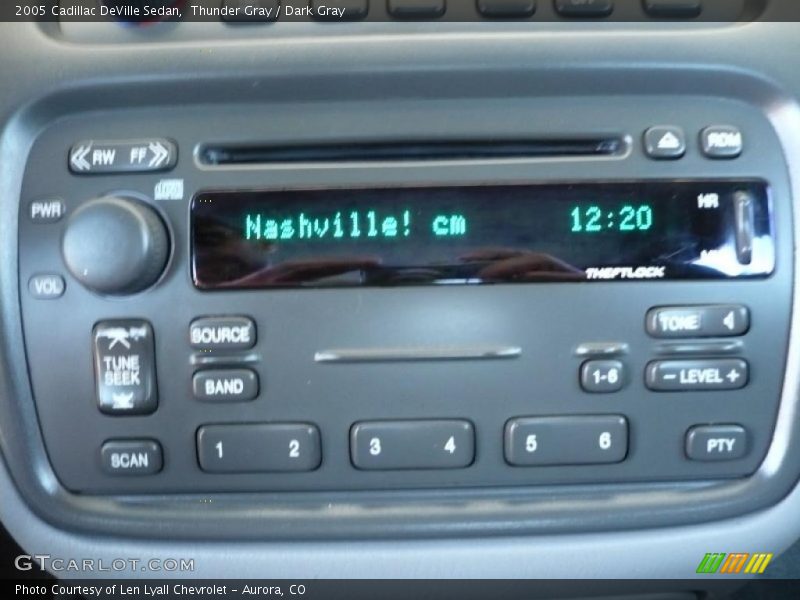 2005 Cadillac DeVille Sedan, Thunder Gray / Dark Gray
RW FF
RDM
PWR
Nashville! cm 12:20
HR
VOL
THEFTLOCK
SOURCE
TONE
TUNE
SEEK
BAND
1-6
- LEVEL +
1 2 3 4 5 6
SCAN
PTY
GTCARLOT.COM
Photo Courtesy of Len Lyall Chevrolet - Aurora, CO